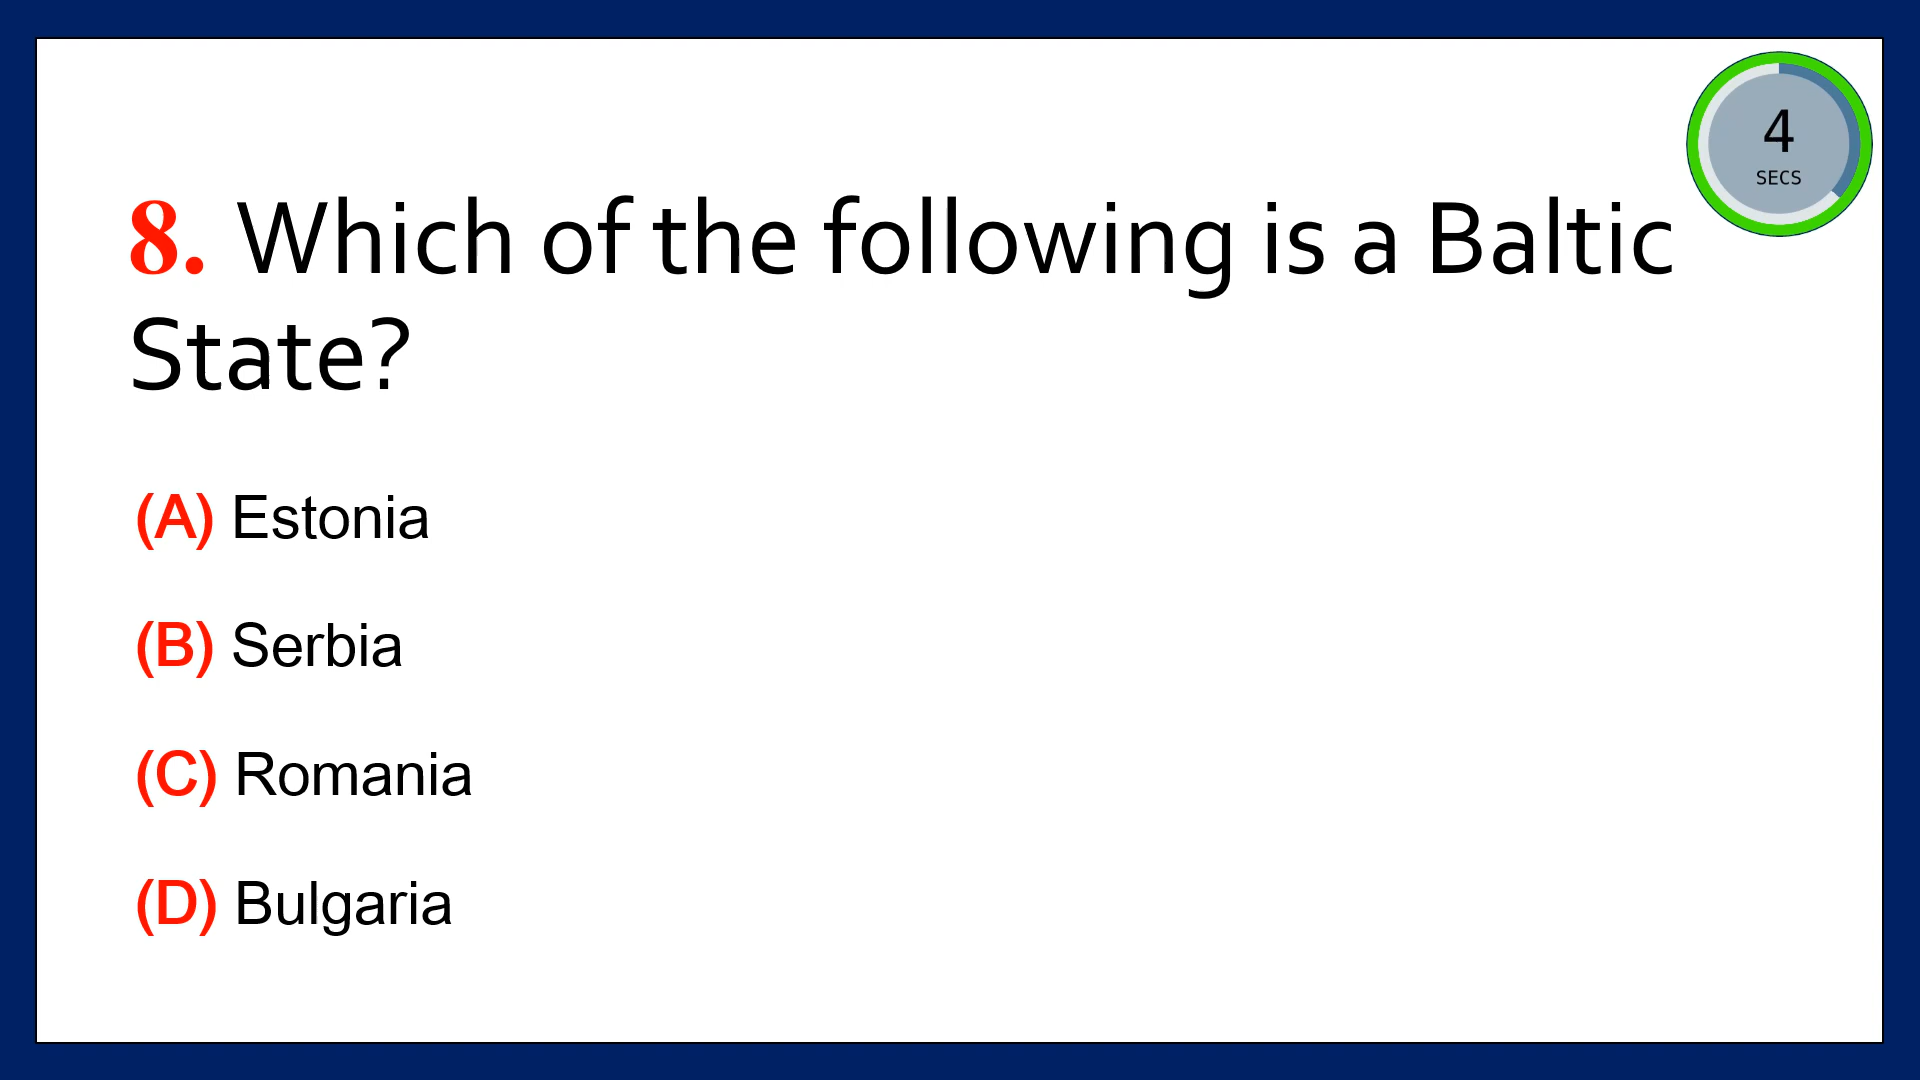 4
SECS
8. Which of the following is a Baltic
State?
(A) Estonia
(B) Serbia
(C) Romania
(D) Bulgaria